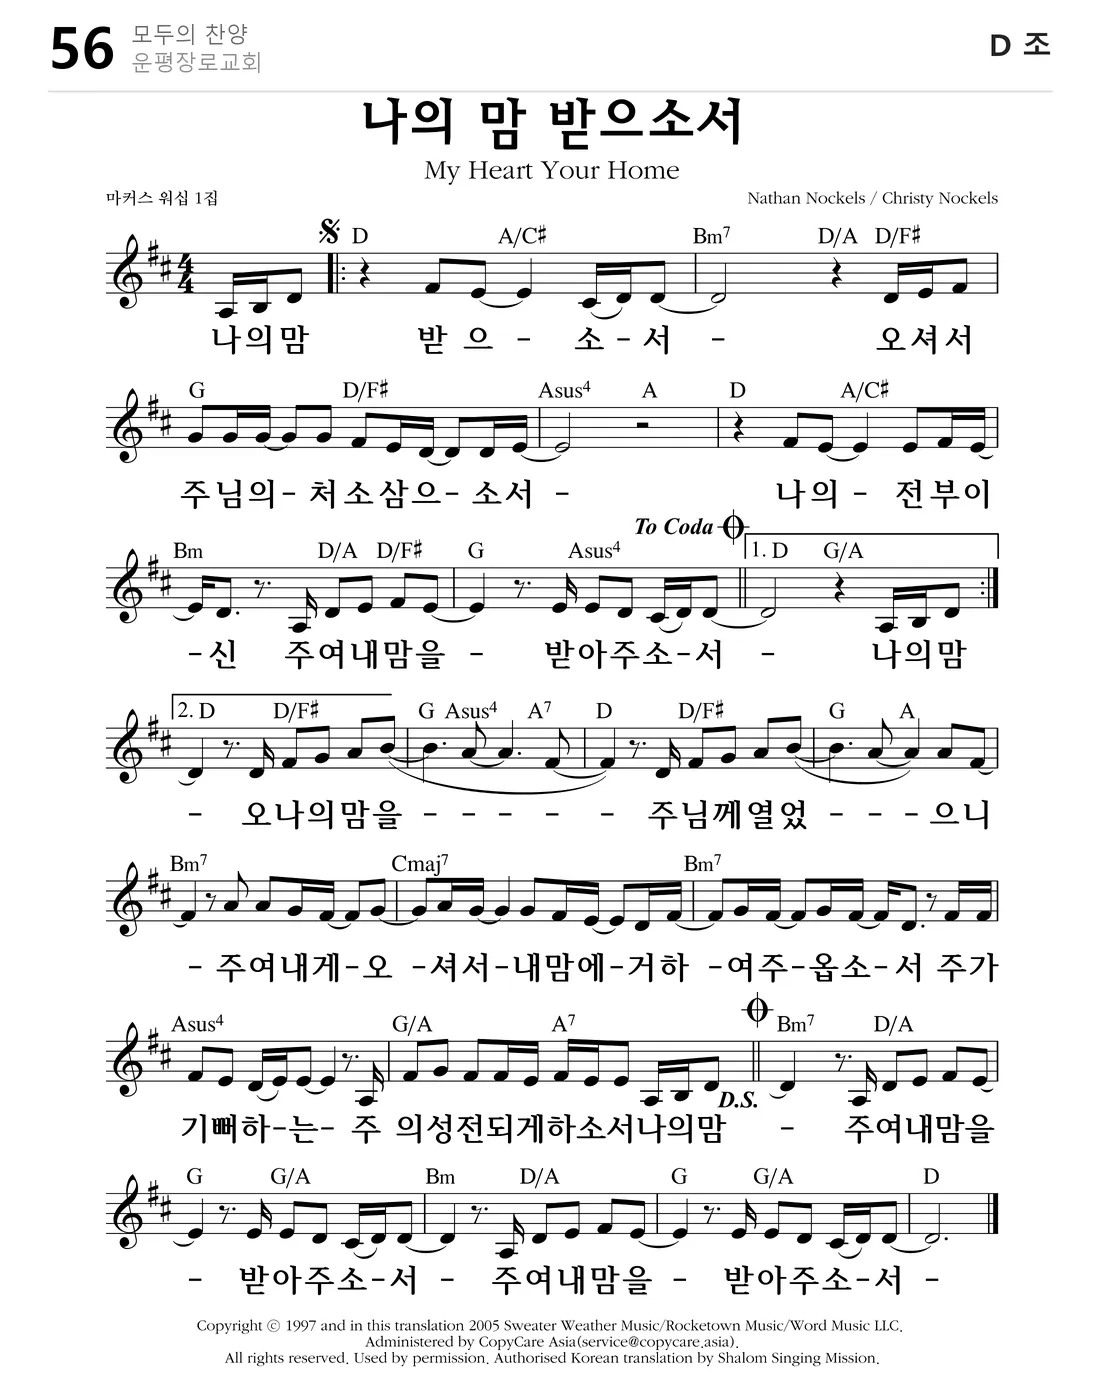 56 모두의 찬양
운평장로교회
D 조
나의 맘 받으소서
My Heart Your Home
마커스 워십 1집
Nathan Nockels / Christy Nockels
D A/C♯ Bm7 D/A D/F♯
나의맘 받 으 - 소 - 서 - 오셔서
G D/F♯ Asus4 A D A/C♯
주님의- 처소삼으- 소서 - 나의 - 전부이
To Coda
Bm D/A D/F♯ G Asus4 1. D G/A
-신 주여내맘을 - 받아주소-서 - 나의맘
2. D D/F♯ G Asus4 A7 D D/F♯ G A
- 오나의맘을 - - - - - 주님께열었 - - -으니
Bm7 Cmaj7 Bm7
- 주여내게-오 -셔서-내맘에-거하 -여주-옵소-서 주가
Asus4 G/A A7 Bm7 D/A
D.S.
기뻐하-는- 주 의성전되게하소서나의맘 - 주여내맘을
G G/A Bm D/A G G/A D
- 받아주소-서 - 주여내맘을 - 받아주소-서 -
Copyright ⓒ 1997 and in this translation 2005 Sweater Weather Music/Rocketown Music/Word Music LLC.
Administered by CopyCare Asia(service@copycare.asia).
All rights reserved. Used by permission. Authorised Korean translation by Shalom Singing Mission.